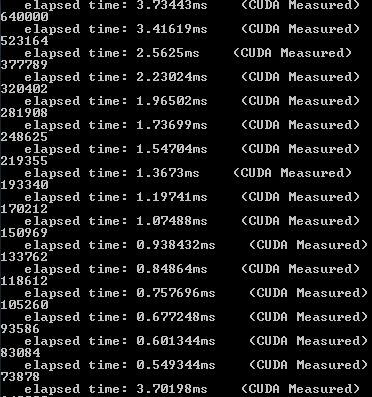 elapsed time: 3.73443ms    (CUDA Measured)
640000
elapsed time: 3.41619ms    (CUDA Measured)
523164
elapsed time: 2.5625ms    (CUDA Measured)
377789
elapsed time: 2.23024ms    (CUDA Measured)
320402
elapsed time: 1.96502ms    (CUDA Measured)
281908
elapsed time: 1.73699ms    (CUDA Measured)
248625
elapsed time: 1.54704ms    (CUDA Measured)
219355
elapsed time: 1.3673ms    (CUDA Measured)
193340
elapsed time: 1.19741ms    (CUDA Measured)
170212
elapsed time: 1.07488ms    (CUDA Measured)
150969
elapsed time: 0.938432ms    (CUDA Measured)
133762
elapsed time: 0.84864ms    (CUDA Measured)
118612
elapsed time: 0.757696ms    (CUDA Measured)
105260
elapsed time: 0.677248ms    (CUDA Measured)
93586
elapsed time: 0.601344ms    (CUDA Measured)
83084
elapsed time: 0.549344ms    (CUDA Measured)
73878
elapsed time: 3.70198ms    (CUDA Measured)